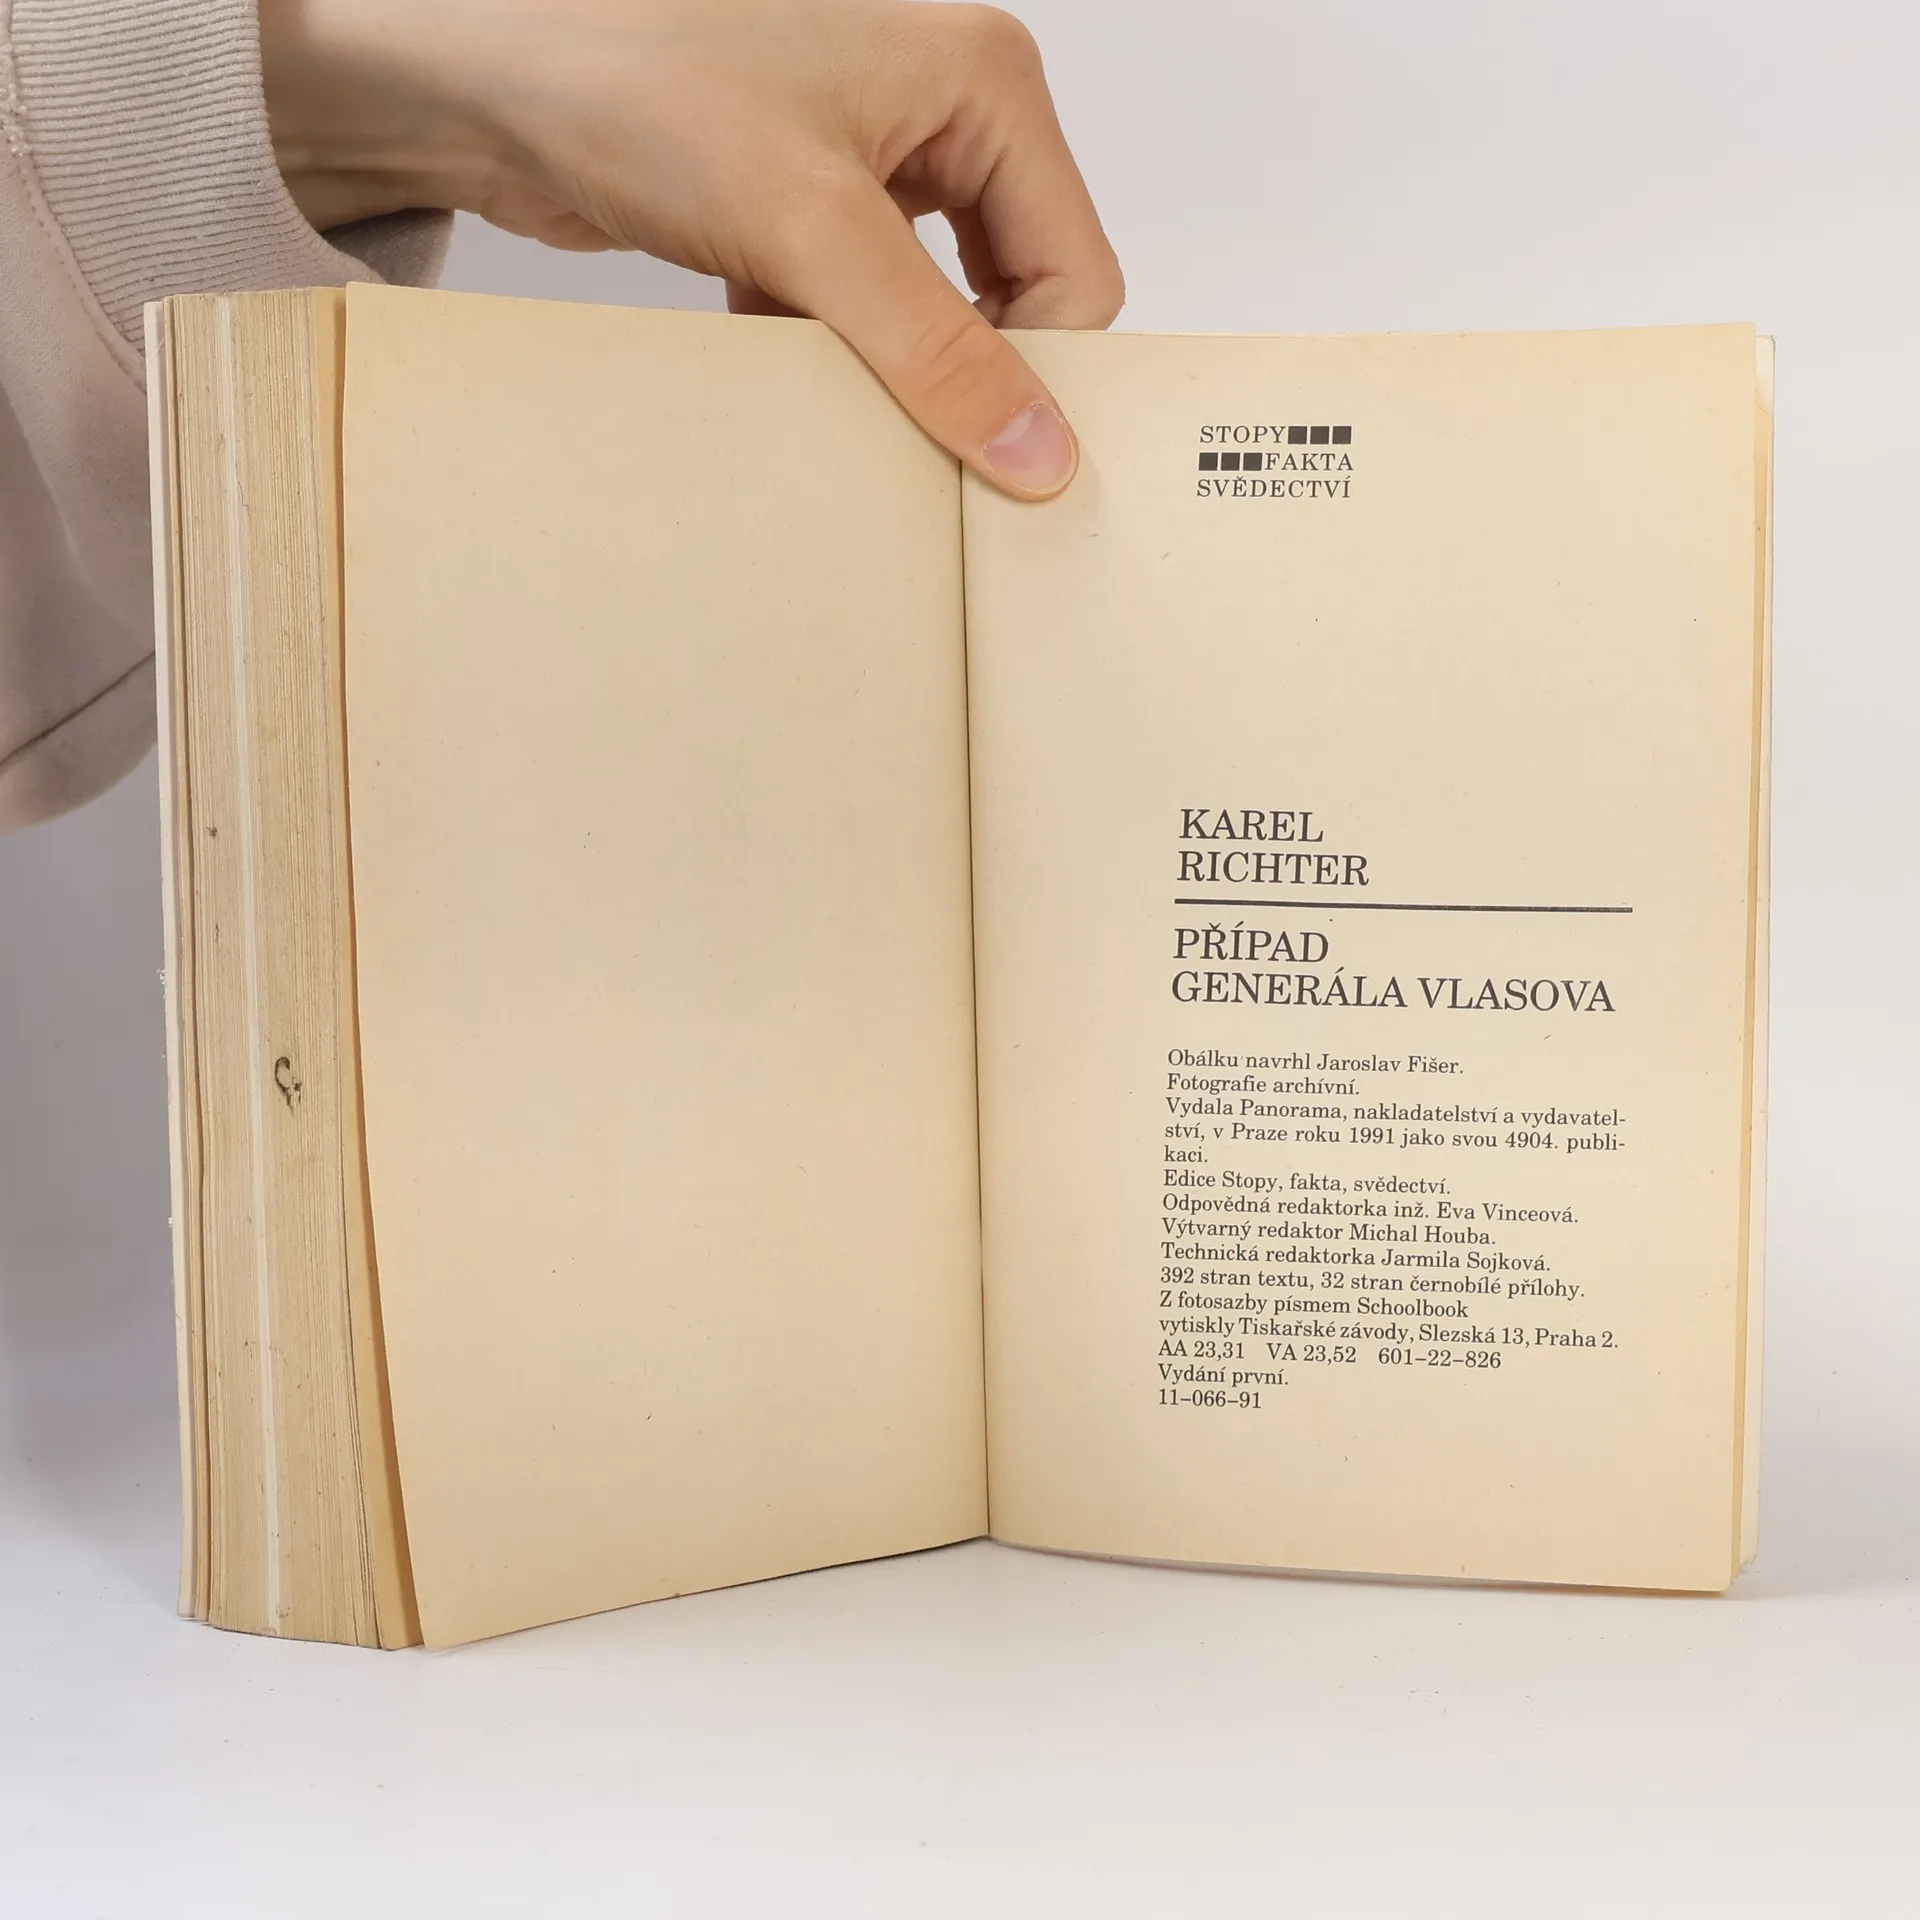 STOPY■■■
■■■FAKTA
SVĚDECTVÍ
KAREL
RICHTER
PŘÍPAD
GENERÁLA VLASOVA
Obálku navrhl Jaroslav Fišer.
Fotografie archívní.
Vydala Panorama, nakladatelství a vydavatel-
ství, v Praze roku 1991 jako svou 4904. publi-
kaci.
Edice Stopy, fakta, svědectví.
Odpovědná redaktorka inž. Eva Vinceová.
Výtvarný redaktor Michal Houba.
Technická redaktorka Jarmila Sojková.
392 stran textu, 32 stran černobílé přílohy.
Z fotosazby písmem Schoolbook
vytiskly Tiskařské závody, Slezská 13, Praha 2.
AA 23,31 VA 23,52 601–22–826
Vydání první.
11–066–91